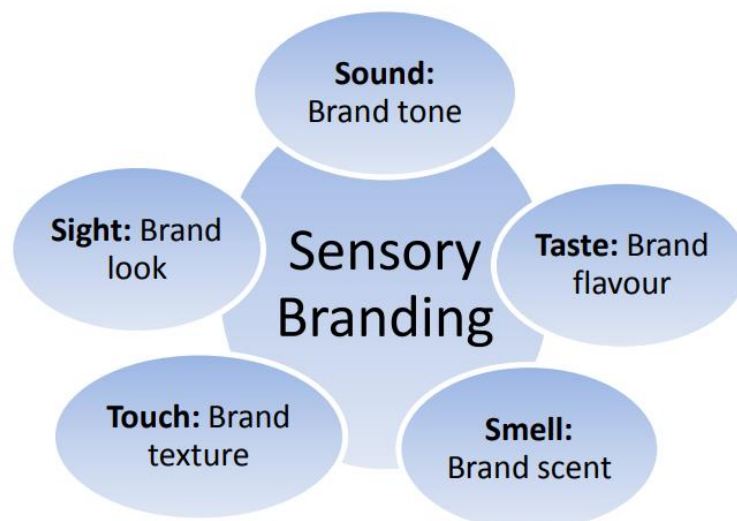 Sound:
Brand tone
Sight: Brand
look
Sensory
Branding
Taste: Brand
flavour
Touch: Brand
texture
Smell:
Brand scent